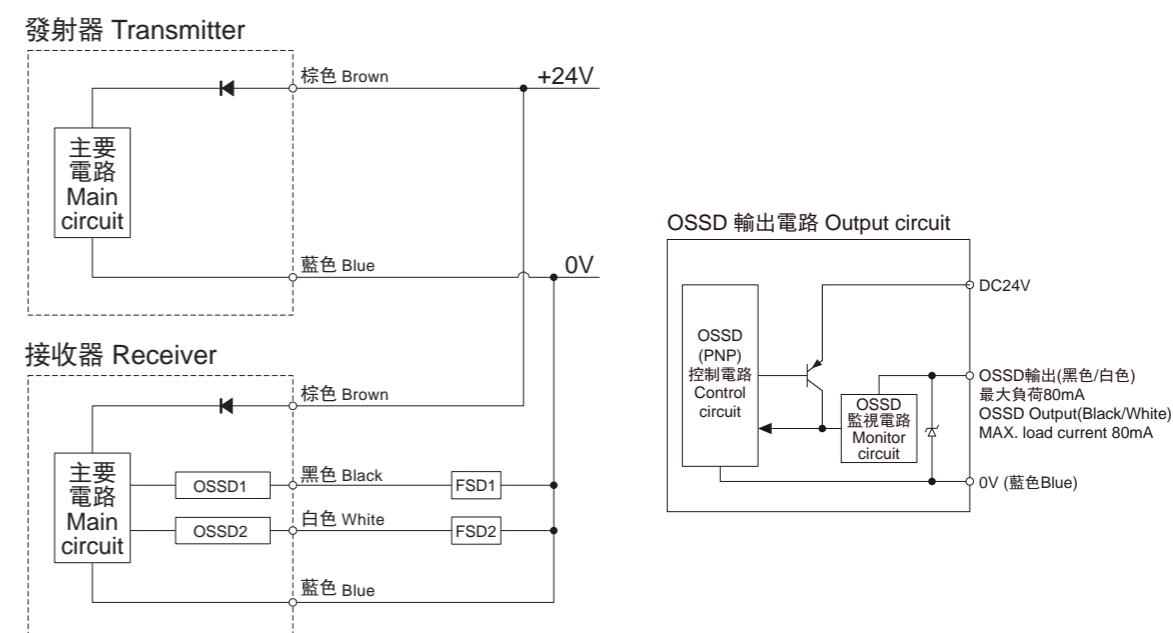 發射器 Transmitter
棕色 Brown
+24V
主要
電路
Main
circuit
藍色 Blue
0V
接收器 Receiver
棕色 Brown
主要
電路
Main
circuit
OSSD1
黑色 Black
FSD1
OSSD2
白色 White
FSD2
藍色 Blue
OSSD 輸出電路 Output circuit
DC24V
OSSD
(PNP)
控制電路
Control
circuit
OSSD
監視電路
Monitor
circuit
OSSD輸出(黑色/白色)
最大負荷80mA
OSSD Output(Black/White)
MAX. load current 80mA
0V (藍色Blue)